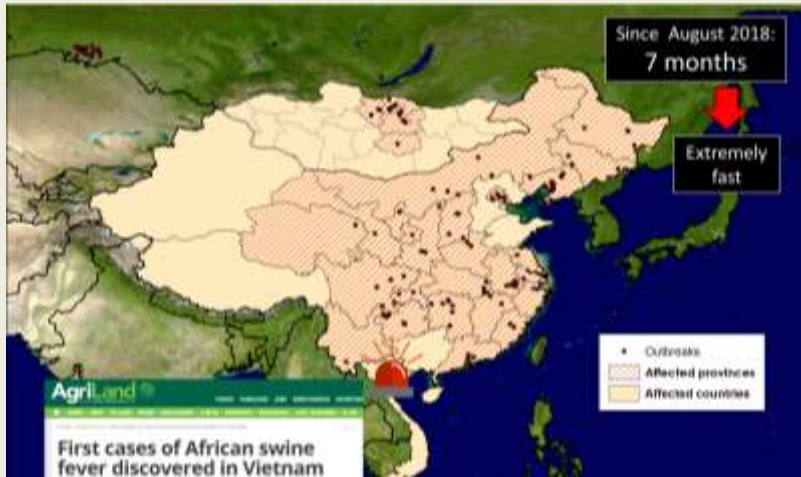 Since August 2018:
7 months
Extremely
fast
Outbreaks
Affected provinces
Affected countries
AgriLand
First cases of African swine
fever discovered in Vietnam